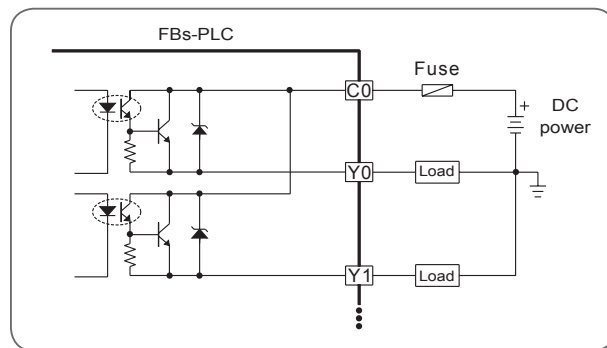 FBs-PLC
Fuse
C0
+
DC
power
Y0
Load
Y1
Load